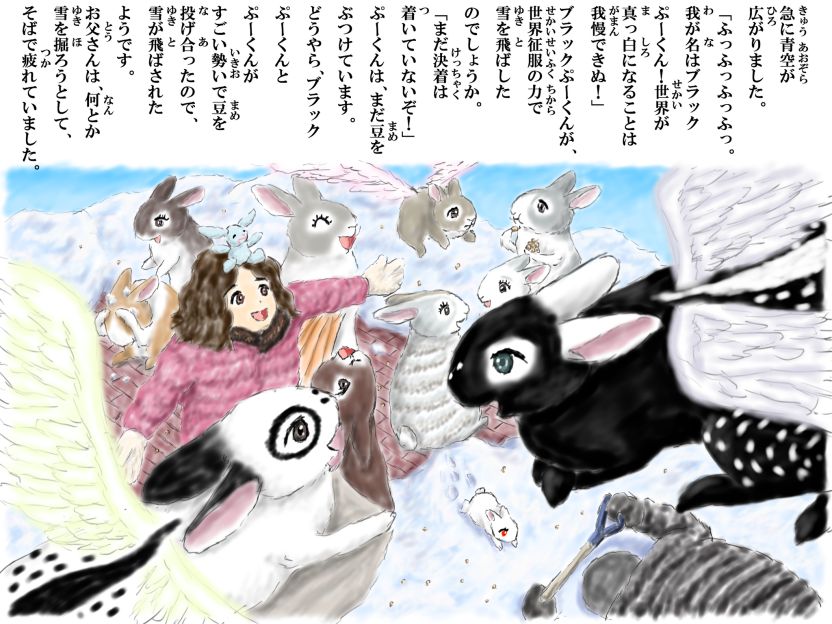 急に青空が
広がりました。
「ふっふっふっふっ。
我が名はブラック
ぷーくん！世界が
真っ白になることは
我慢できぬ！」
ブラックぷーくんが、
世界征服の力で
雪を飛ばした
のでしょうか。
「まだ決着は
着いていないぞ！」
ぷーくんは、まだ豆を
ぶつけています。
どうやら、ブラック
ぷーくんと
ぷーくんが
すごい勢いで豆を
投げ合ったので、
雪が飛ばされた
ようです。
お父さんは、何とか
雪を掘ろうとして、
そばで疲れていました。